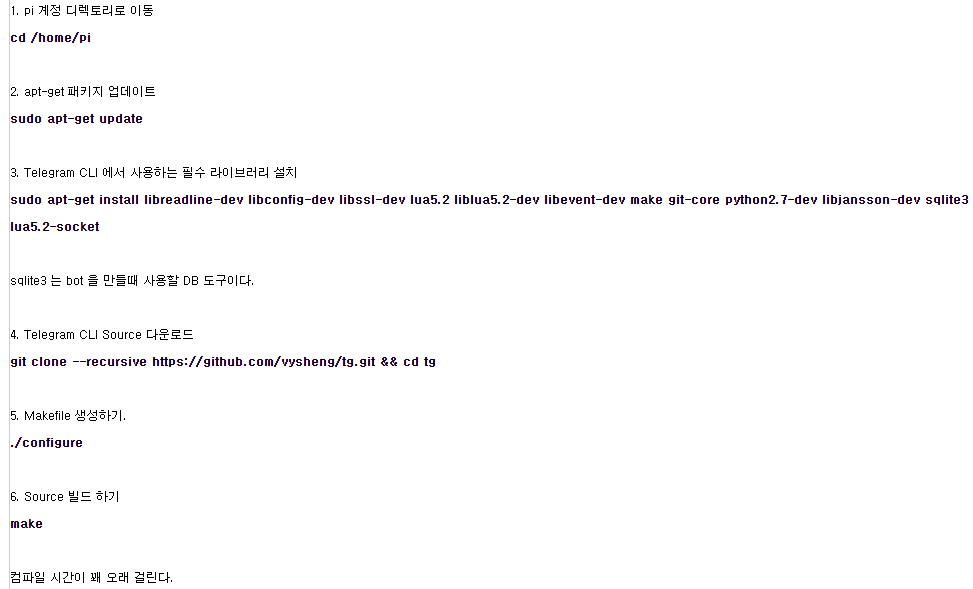 1. pi 계정 디렉토리로 이동
cd /home/pi
2. apt-get 패키지 업데이트
sudo apt-get update
3. Telegram CLI 에서 사용하는 필수 라이브러리 설치
sudo apt-get install libreadline-dev libconfig-dev libssl-dev lua5.2 liblua5.2-dev libevent-dev make git-core python2.7-dev libjansson-dev sqlite3
lua5.2-socket
sqlite3 는 bot 을 만들때 사용할 DB 도구이다.
4. Telegram CLI Source 다운로드
git clone --recursive https://github.com/vysheng/tg.git && cd tg
5. Makefile 생성하기.
./configure
6. Source 빌드 하기
make
컴파일 시간이 꽤 오래 걸린다.